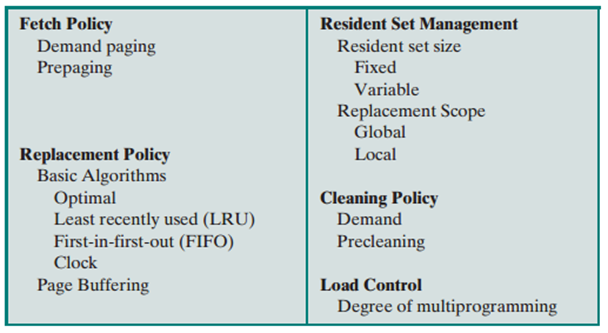 Fetch Policy
Demand paging
Prepaging
Replacement Policy
Basic Algorithms
Optimal
Least recently used (LRU)
First-in-first-out (FIFO)
Clock
Page Buffering
Resident Set Management
Resident set size
Fixed
Variable
Replacement Scope
Global
Local
Cleaning Policy
Demand
Precleaning
Load Control
Degree of multiprogramming